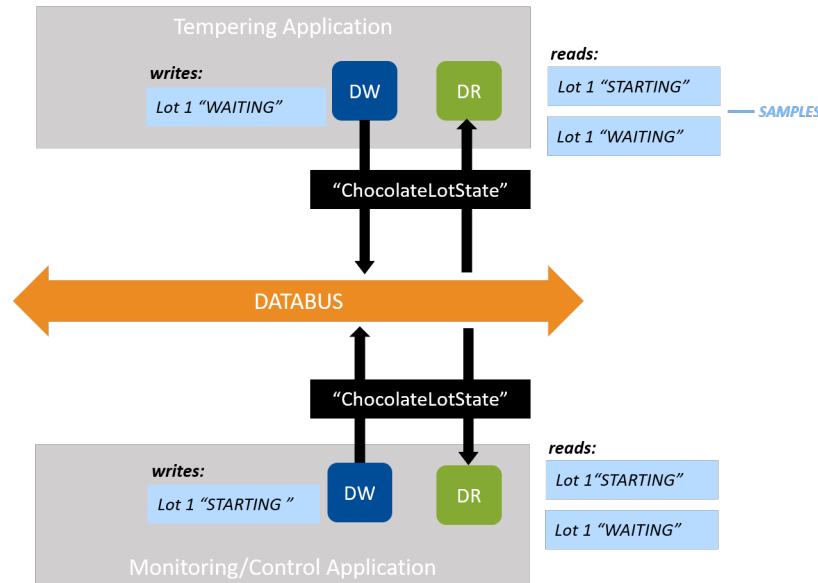 Tempering Application
writes:
DW
DR
reads:
Lot 1 “WAITING”
Lot 1 “STARTING”
SAMPLES
Lot 1 “WAITING”
“ChocolateLotState”
DATABUS
“ChocolateLotState”
writes:
DW
DR
reads:
Lot 1 “STARTING ”
Lot 1“STARTING”
Lot 1 “WAITING”
Monitoring/Control Application